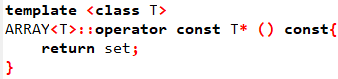 template <class T>
ARRAY<T>::operator const T* () const{
    return set;
}